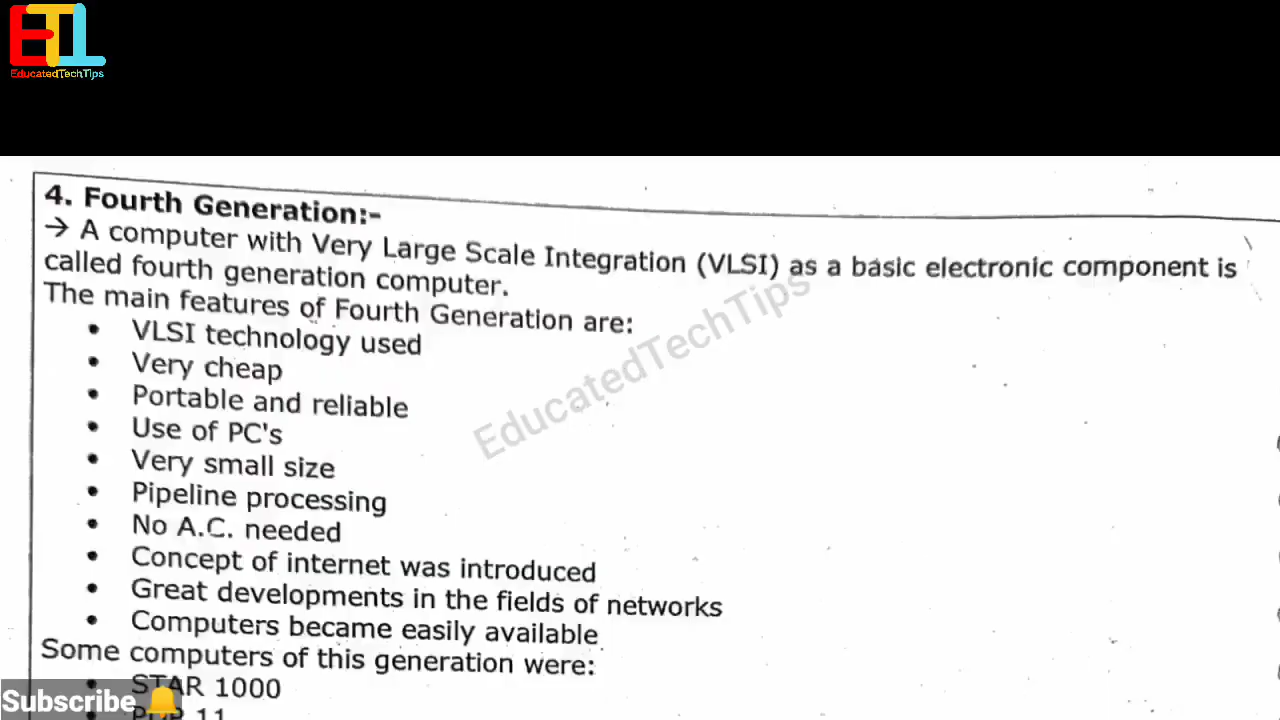 ETL
EducatedTechTips
4. Fourth Generation:-
→ A computer with Very Large Scale Integration (VLSI) as a basic electronic component is
called fourth generation computer.
The main features of Fourth Generation are:
• VLSI technology used
• Very cheap
• Portable and reliable
• Use of PC's
• Very small size
• Pipeline processing
• No A.C. needed
• Concept of internet was introduced
• Great developments in the fields of networks
• Computers became easily available
Some computers of this generation were:
• STAR 1000
• PDP 11
EducatedTechTips
Subscribe